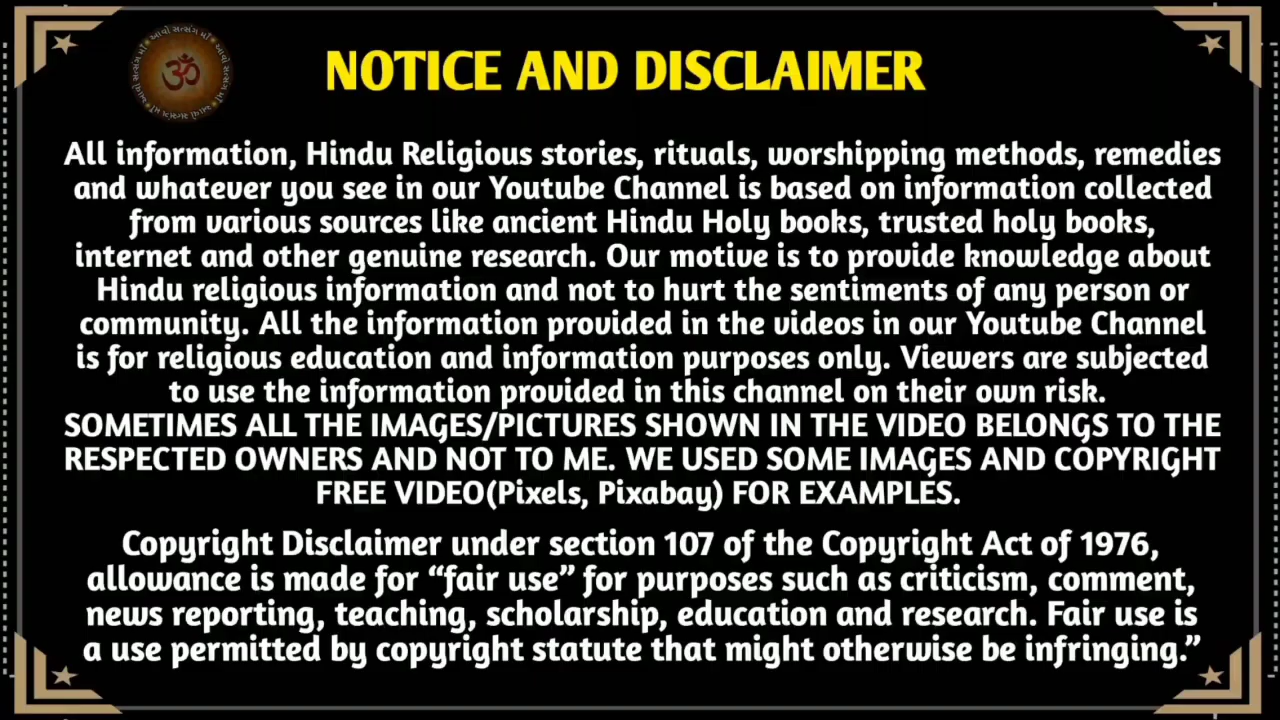 આવો સત્સંગ માઁ
આવો સત્સંગ માઁ
આવો સત્સંગ માઁ
આવો સત્સંગ માઁ
ॐ
NOTICE AND DISCLAIMER
All information, Hindu Religious stories, rituals, worshipping methods, remedies
and whatever you see in our Youtube Channel is based on information collected
from various sources like ancient Hindu Holy books, trusted holy books,
internet and other genuine research. Our motive is to provide knowledge about
Hindu religious information and not to hurt the sentiments of any person or
community. All the information provided in the videos in our Youtube Channel
is for religious education and information purposes only. Viewers are subjected
to use the information provided in this channel on their own risk.
SOMETIMES ALL THE IMAGES/PICTURES SHOWN IN THE VIDEO BELONGS TO THE
RESPECTED OWNERS AND NOT TO ME. WE USED SOME IMAGES AND COPYRIGHT
FREE VIDEO(Pixels, Pixabay) FOR EXAMPLES.
Copyright Disclaimer under section 107 of the Copyright Act of 1976,
allowance is made for “fair use” for purposes such as criticism, comment,
news reporting, teaching, scholarship, education and research. Fair use is
a use permitted by copyright statute that might otherwise be infringing.”